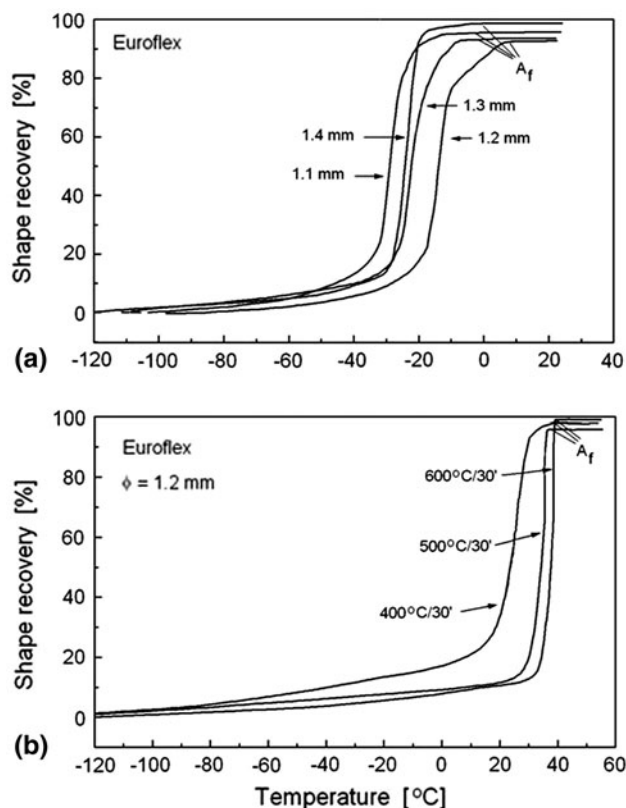 100
Euroflex
80
A_f
1.3 mm
60
1.4 mm
1.2 mm
1.1 mm
40
20
0
Shape recovery [%]
(a)
-120 -100 -80 -60 -40 -20 0 20 40
100
Euroflex
80
ϕ = 1.2 mm
A_f
600°C/30'
60
500°C/30'
40
400°C/30'
20
0
Shape recovery [%]
(b)
-120 -100 -80 -60 -40 -20 0 20 40 60
Temperature [°C]